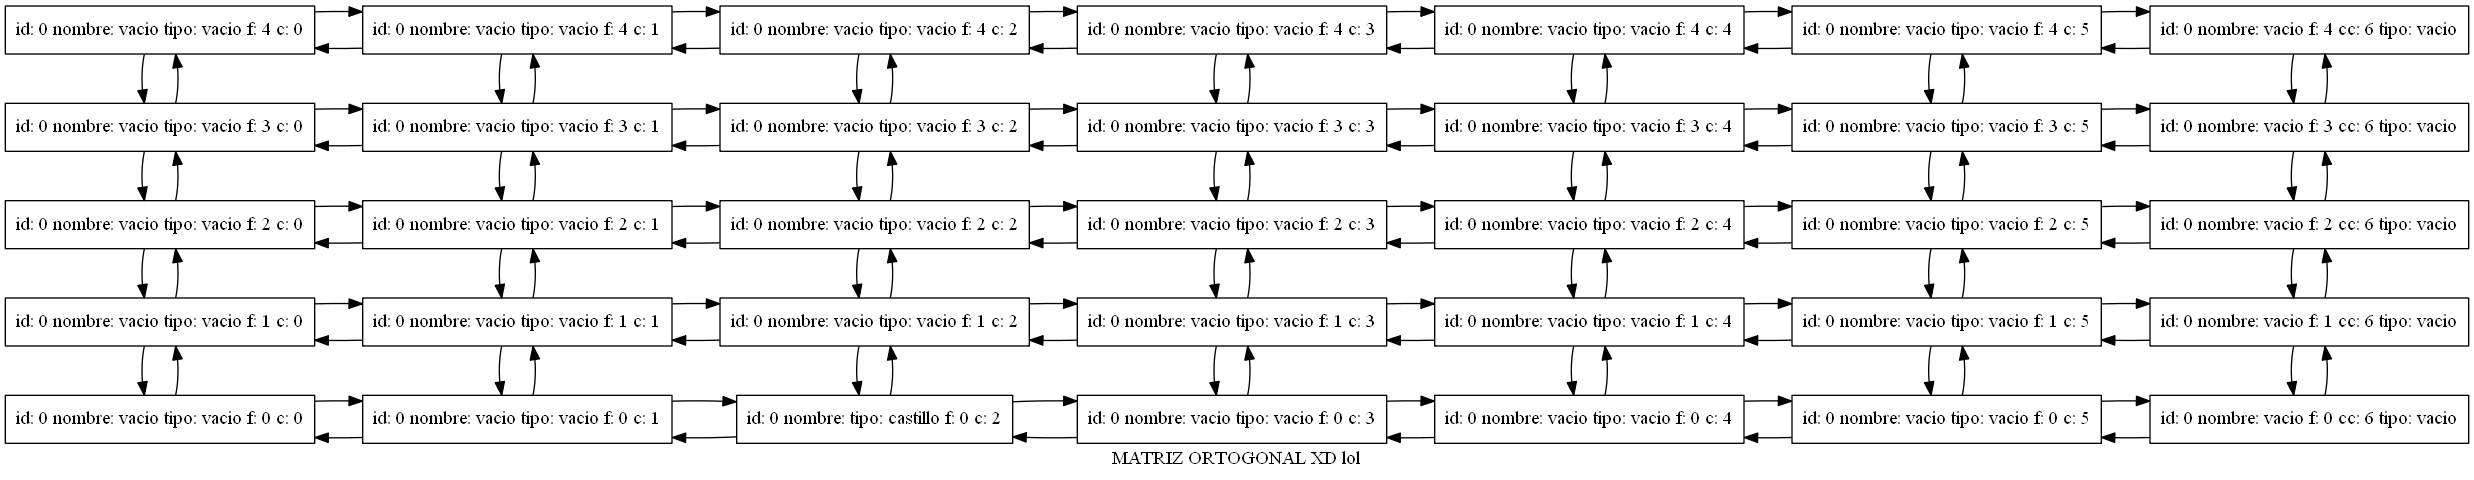 id: 0 nombre: vacio tipo: vacio f: 4 c: 0
id: 0 nombre: vacio tipo: vacio f: 4 c: 1
id: 0 nombre: vacio tipo: vacio f: 4 c: 2
id: 0 nombre: vacio tipo: vacio f: 4 c: 3
id: 0 nombre: vacio tipo: vacio f: 4 c: 4
id: 0 nombre: vacio tipo: vacio f: 4 c: 5
id: 0 nombre: vacio f: 4 cc: 6 tipo: vacio
id: 0 nombre: vacio tipo: vacio f: 3 c: 0
id: 0 nombre: vacio tipo: vacio f: 3 c: 1
id: 0 nombre: vacio tipo: vacio f: 3 c: 2
id: 0 nombre: vacio tipo: vacio f: 3 c: 3
id: 0 nombre: vacio tipo: vacio f: 3 c: 4
id: 0 nombre: vacio tipo: vacio f: 3 c: 5
id: 0 nombre: vacio f: 3 cc: 6 tipo: vacio
id: 0 nombre: vacio tipo: vacio f: 2 c: 0
id: 0 nombre: vacio tipo: vacio f: 2 c: 1
id: 0 nombre: vacio tipo: vacio f: 2 c: 2
id: 0 nombre: vacio tipo: vacio f: 2 c: 3
id: 0 nombre: vacio tipo: vacio f: 2 c: 4
id: 0 nombre: vacio tipo: vacio f: 2 c: 5
id: 0 nombre: vacio f: 2 cc: 6 tipo: vacio
id: 0 nombre: vacio tipo: vacio f: 1 c: 0
id: 0 nombre: vacio tipo: vacio f: 1 c: 1
id: 0 nombre: vacio tipo: vacio f: 1 c: 2
id: 0 nombre: vacio tipo: vacio f: 1 c: 3
id: 0 nombre: vacio tipo: vacio f: 1 c: 4
id: 0 nombre: vacio tipo: vacio f: 1 c: 5
id: 0 nombre: vacio f: 1 cc: 6 tipo: vacio
id: 0 nombre: vacio tipo: vacio f: 0 c: 0
id: 0 nombre: vacio tipo: vacio f: 0 c: 1
id: 0 nombre: tipo: castillo f: 0 c: 2
id: 0 nombre: vacio tipo: vacio f: 0 c: 3
id: 0 nombre: vacio tipo: vacio f: 0 c: 4
id: 0 nombre: vacio tipo: vacio f: 0 c: 5
id: 0 nombre: vacio f: 0 cc: 6 tipo: vacio
MATRIZ ORTOGONAL XD lol